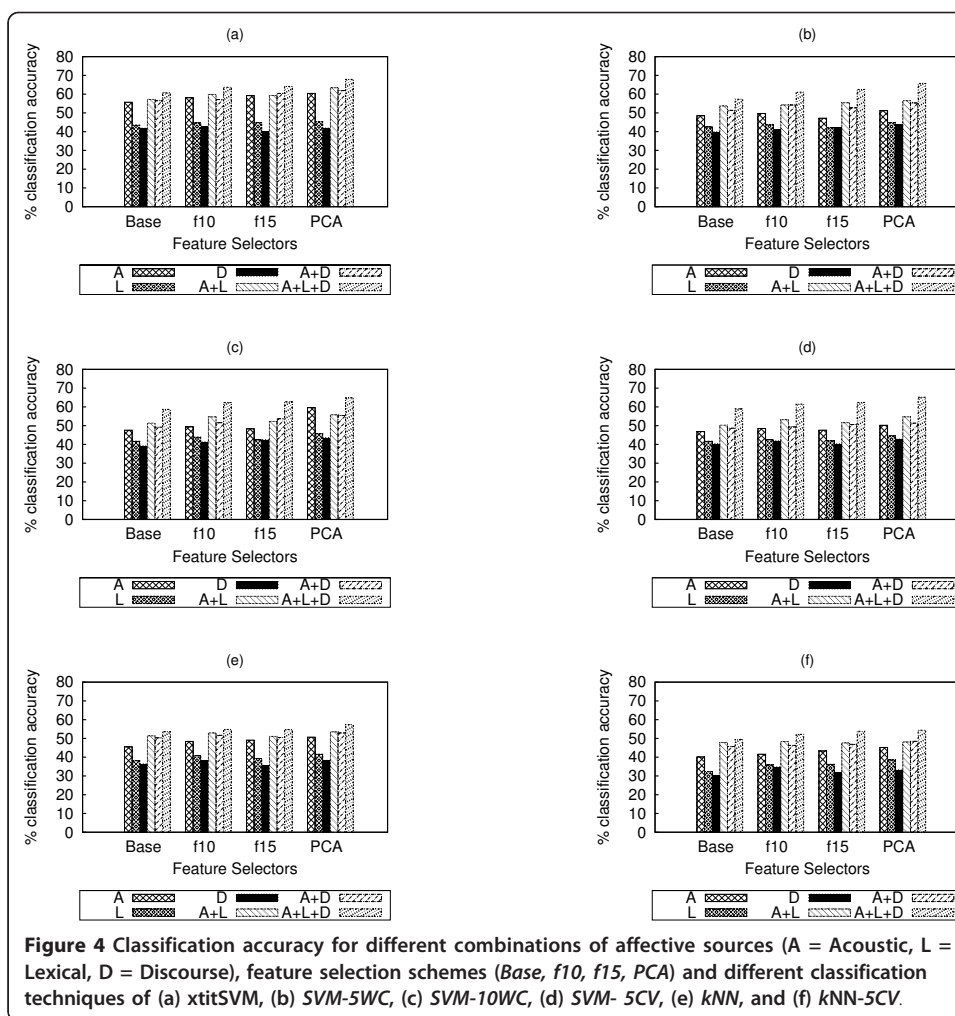 (a)
% classification accuracy
80
70
60
50
40
30
20
10
0
Base f10 f15 PCA
Feature Selectors
A D A+D
L A+L A+L+D
(b)
% classification accuracy
80
70
60
50
40
30
20
10
0
Base f10 f15 PCA
Feature Selectors
A D A+D
L A+L A+L+D
(c)
% classification accuracy
80
70
60
50
40
30
20
10
0
Base f10 f15 PCA
Feature Selectors
A D A+D
L A+L A+L+D
(d)
% classification accuracy
80
70
60
50
40
30
20
10
0
Base f10 f15 PCA
Feature Selectors
A D A+D
L A+L A+L+D
(e)
% classification accuracy
80
70
60
50
40
30
20
10
0
Base f10 f15 PCA
Feature Selectors
A D A+D
L A+L A+L+D
(f)
% classification accuracy
80
70
60
50
40
30
20
10
0
Base f10 f15 PCA
Feature Selectors
A D A+D
L A+L A+L+D
Figure 4 Classification accuracy for different combinations of affective sources (A = Acoustic, L =
Lexical, D = Discourse), feature selection schemes (Base, f10, f15, PCA) and different classification
techniques of (a) xtitSVM, (b) SVM-5WC, (c) SVM-10WC, (d) SVM- 5CV, (e) kNN, and (f) kNN-5CV.